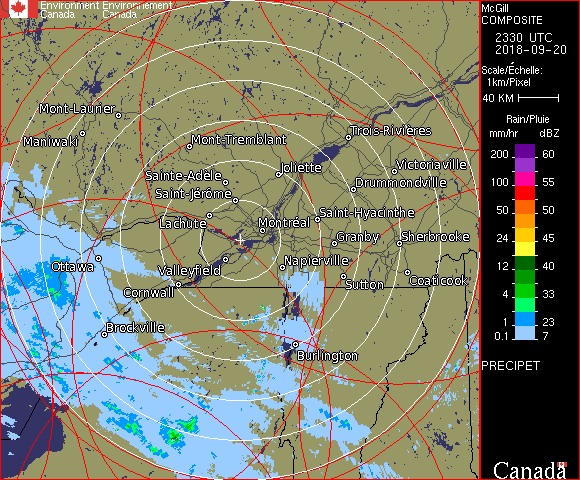 Environment Environnement
Canada Canada
McGill
COMPOSITE
2330 UTC
2018-09-20
Scale/Échelle:
1km/Pixel
40 KM
Rain/Pluie
mm/hr dBZ
200 60
100 55
50 50
24 45
12 40
4 33
1 23
0.1 7
PRECIPET
Canada
Mont-Laurier
Maniwaki
Mont-Tremblant
Trois-Rivières
Joliette
Victoriaville
Sainte-Adèle
Drummondville
Saint-Jérôme
Saint-Hyacinthe
Lachute
Montréal
Granby
Sherbrooke
Ottawa
Valleyfield
Napierville
Cornwall
Sutton
Coaticook
Brockville
Burlington